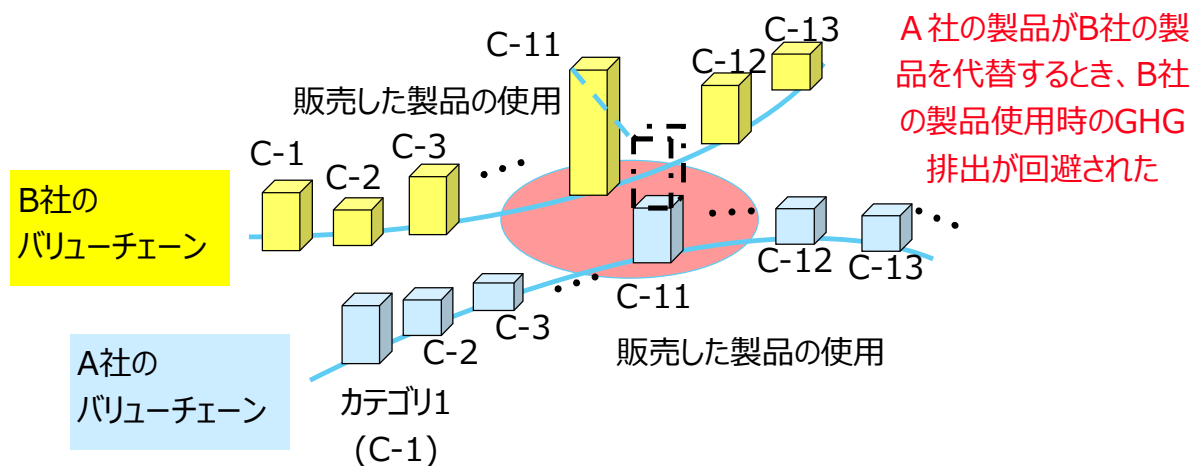 C-13
C-11
C-12
A社の製品がB社の製
品を代替するとき、B社
の製品使用時のGHG
排出が回避された
販売した製品の使用
C-1
C-2
C-3
B社の
バリューチェーン
C-12
C-13
C-11
C-3
C-2
販売した製品の使用
A社の
バリューチェーン
カテゴリ1
(C-1)